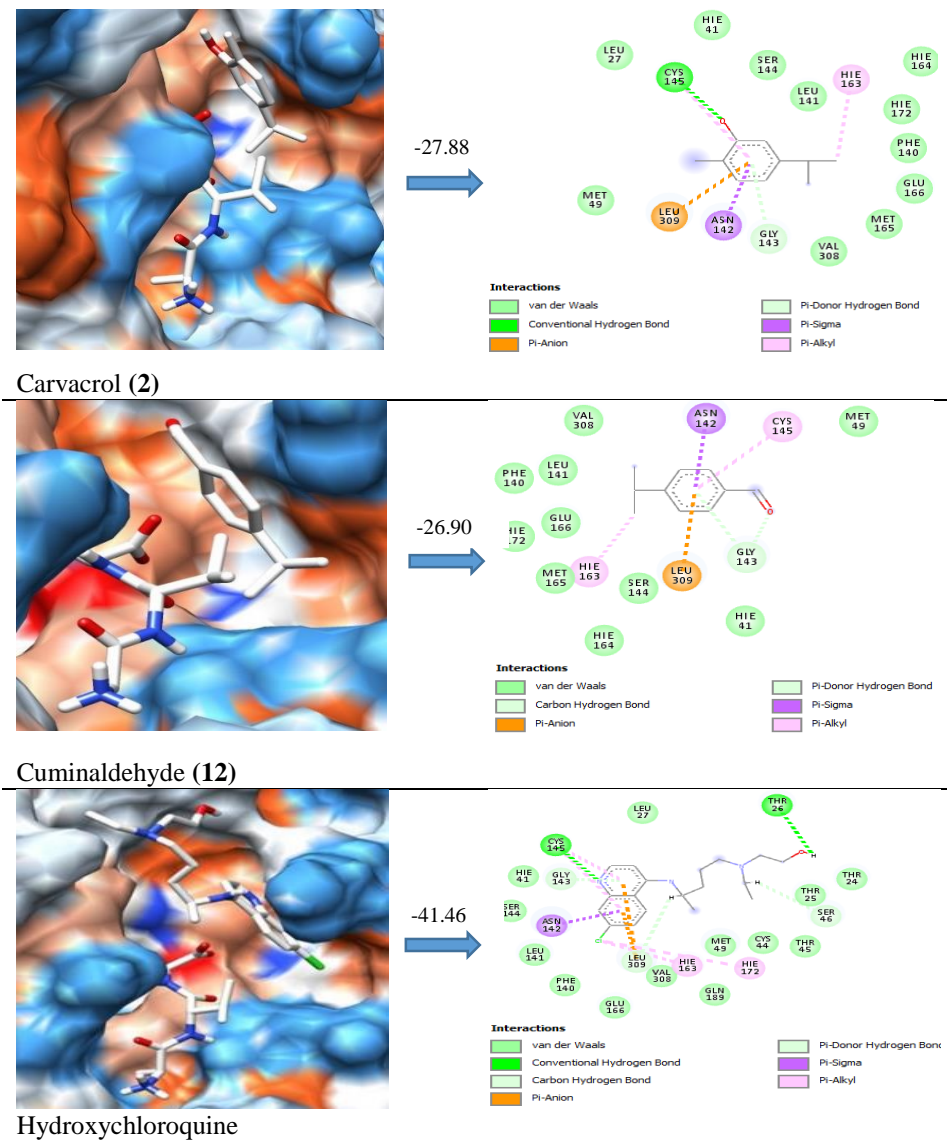 HIE
41
LEU
27
CYS
145
SER
144
LEU
141
HIE
163
HIE
164
HIE
172
PHE
140
GLU
166
MET
165
VAL
308
GLY
143
ASN
142
LEU
309
MET
49
O
-27.88
Interactions
van der Waals
Conventional Hydrogen Bond
Pi-Anion
Pi-Donor Hydrogen Bond
Pi-Sigma
Pi-Alkyl
Carvacrol (2)
VAL
308
ASN
142
CYS
145
MET
49
PHE
140
LEU
141
GLU
166
HIE
172
MET
165
HIE
163
SER
144
LEU
309
GLY
143
HIE
41
HIE
164
O
-26.90
Interactions
van der Waals
Carbon Hydrogen Bond
Pi-Anion
Pi-Donor Hydrogen Bond
Pi-Sigma
Pi-Alkyl
Cuminaldehyde (12)
LEU
27
THR
26
CYS
145
HIE
41
GLY
143
SER
144
ASN
142
LEU
141
PHE
140
GLU
166
LEU
309
VAL
308
HIE
163
MET
49
CYS
44
THR
45
HIE
172
GLN
189
THR
25
SER
46
THR
24
N
N
O
H
H
H
Cl
-41.46
Interactions
van der Waals
Conventional Hydrogen Bond
Carbon Hydrogen Bond
Pi-Anion
Pi-Donor Hydrogen Bond
Pi-Sigma
Pi-Alkyl
Hydroxychloroquine